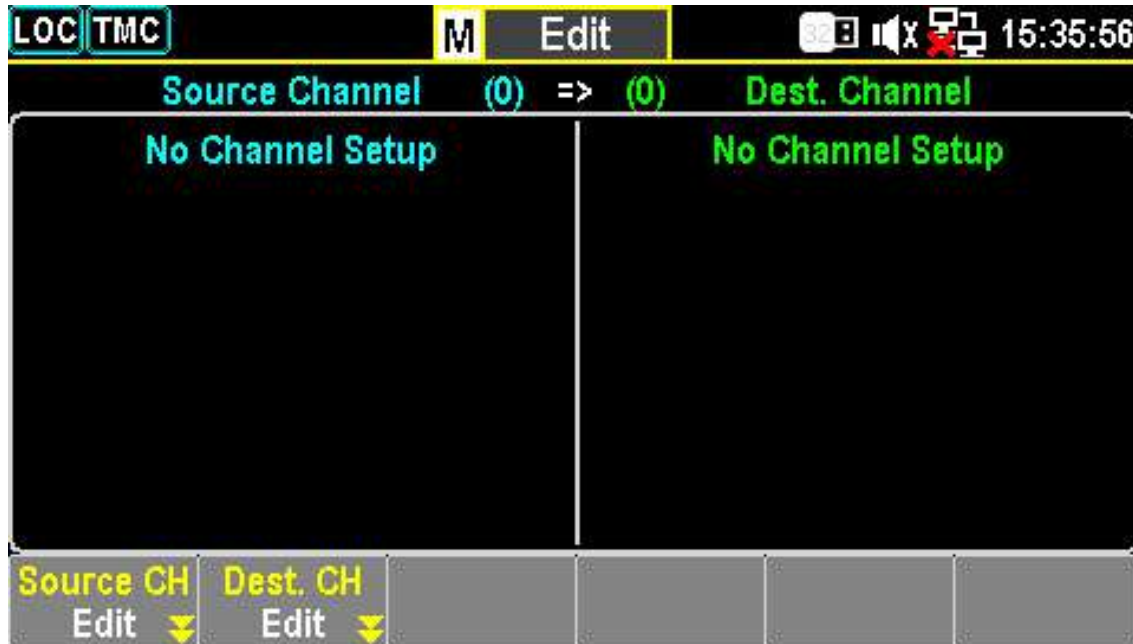 LOC TMC M Edit 32 15:35:56
Source Channel (0) => (0) Dest. Channel
No Channel Setup No Channel Setup
Source CH Dest. CH
Edit Edit